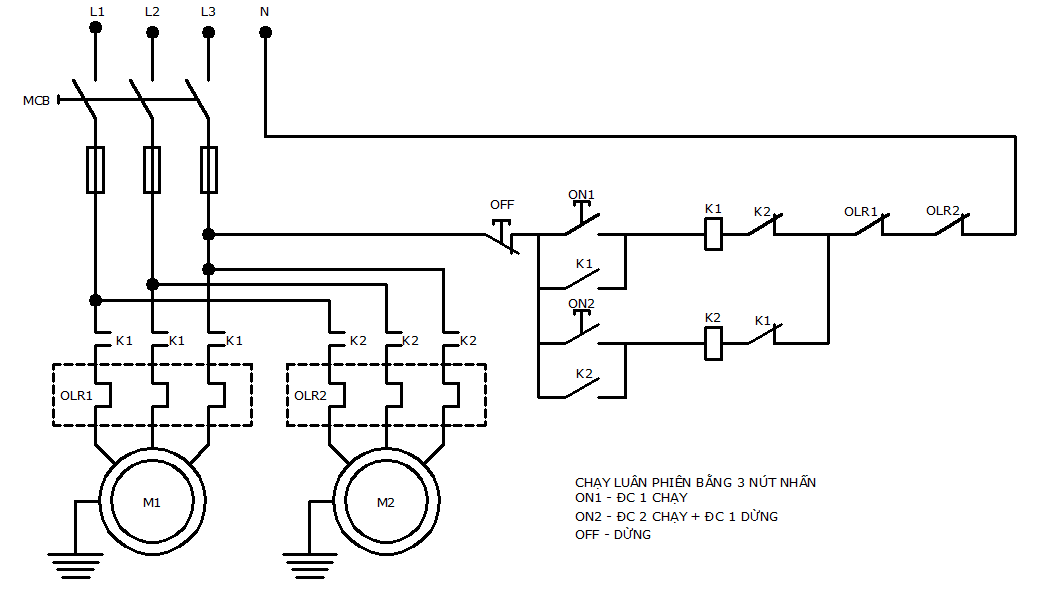 L1 L2 L3 N
MCB
OFF ON1 K1 K2 OLR1 OLR2
K1
ON2 K2 K1
K2
K1 K1 K1 K2 K2 K2
OLR1 OLR2
M1 M2
CHẠY LUÂN PHIÊN BẰNG 3 NÚT NHẤN
ON1 - ĐC 1 CHẠY
ON2 - ĐC 2 CHẠY + ĐC 1 DỪNG
OFF - DỪNG